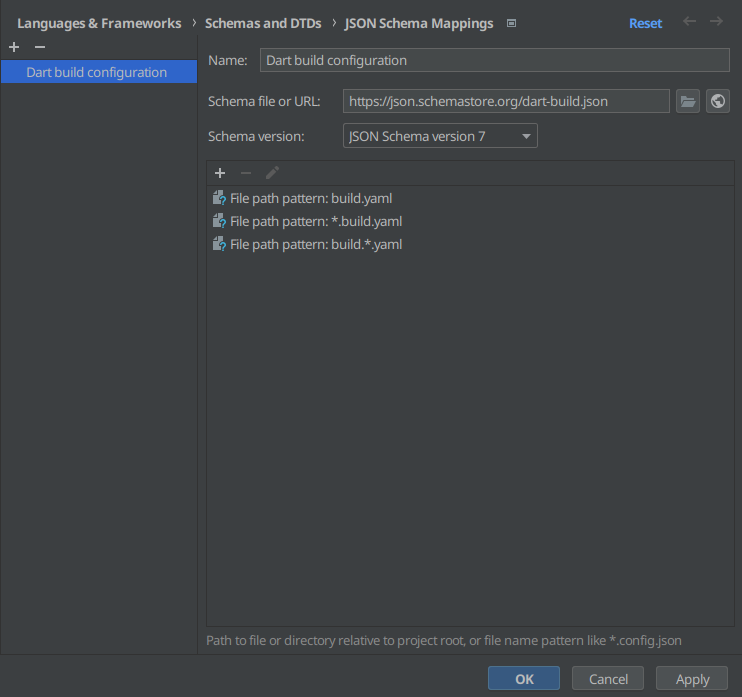 Languages & Frameworks › Schemas and DTDs › JSON Schema Mappings Reset
Dart build configuration
Name: Dart build configuration
Schema file or URL: https://json.schemastore.org/dart-build.json
Schema version: JSON Schema version 7
File path pattern: build.yaml
File path pattern: *.build.yaml
File path pattern: build.*.yaml
Path to file or directory relative to project root, or file name pattern like *.config.json
OK Cancel Apply